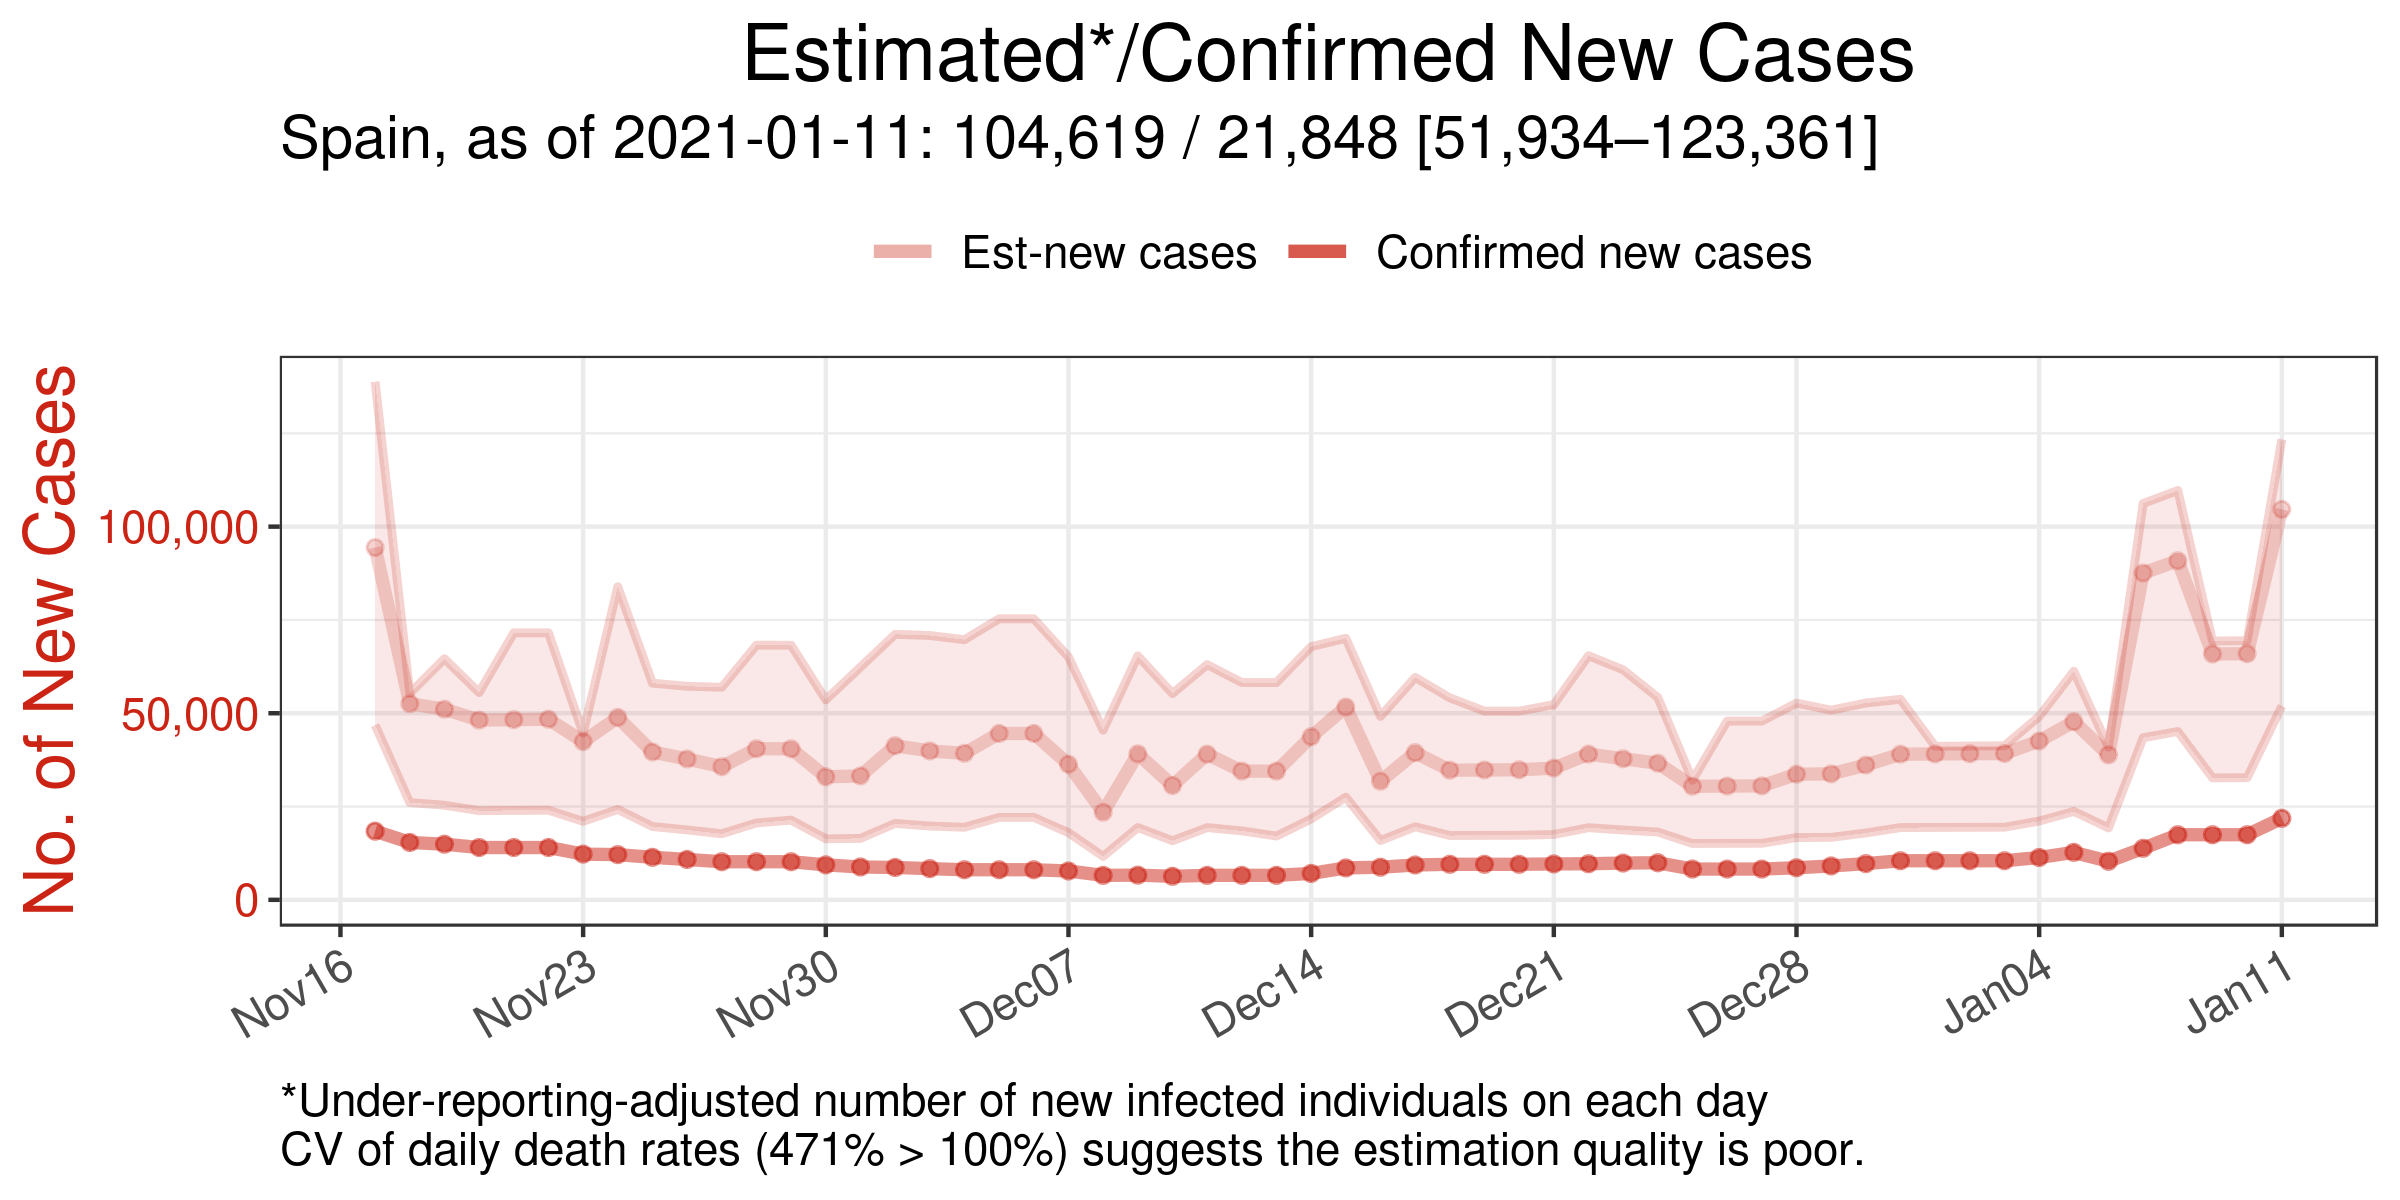 Estimated*/Confirmed New Cases
Spain, as of 2021-01-11: 104,619 / 21,848 [51,934–123,361]
Est-new cases
Confirmed new cases
No. of New Cases
100,000
50,000
0
Nov16
Nov23
Nov30
Dec07
Dec14
Dec21
Dec28
Jan04
Jan11
*Under-reporting-adjusted number of new infected individuals on each day
CV of daily death rates (471% > 100%) suggests the estimation quality is poor.